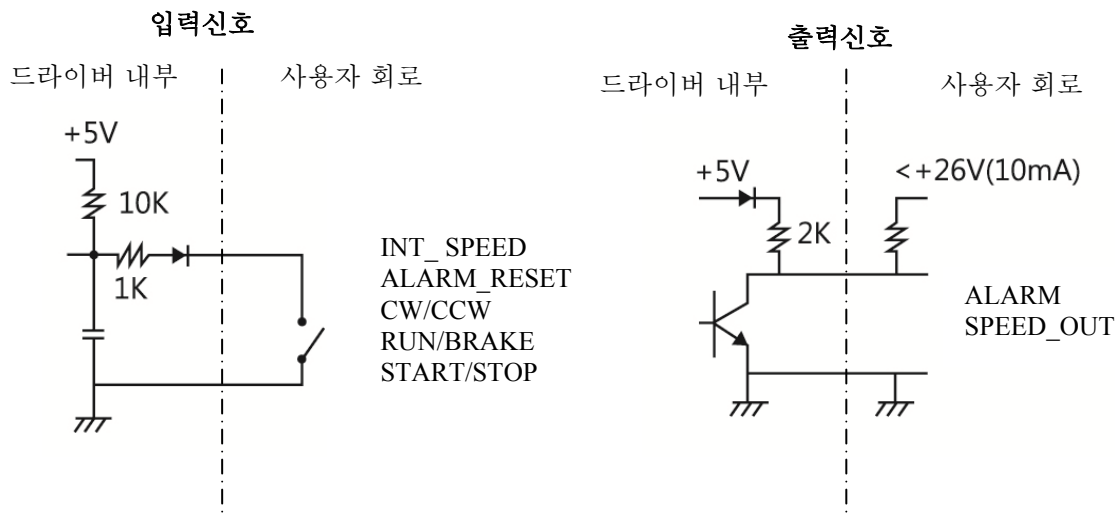 입력신호
드라이버 내부
사용자 회로
+5V
10K
1K
INT_ SPEED
ALARM_RESET
CW/CCW
RUN/BRAKE
START/STOP
출력신호
드라이버 내부
사용자 회로
+5V
<+26V(10mA)
2K
ALARM
SPEED_OUT